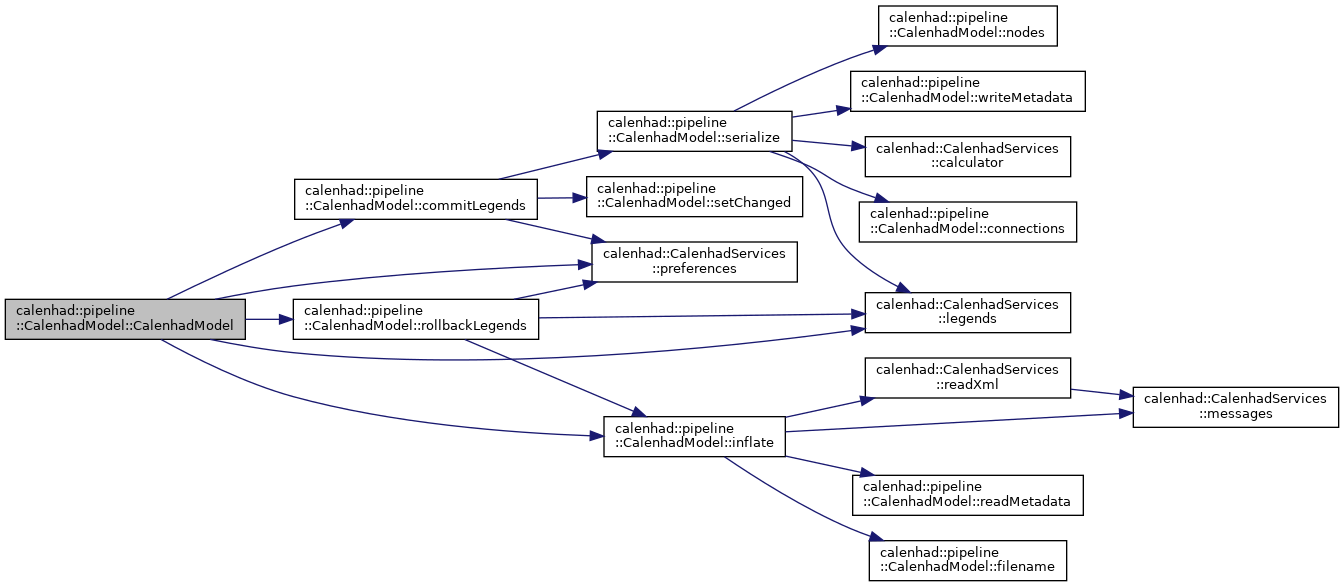 calenhad::pipeline
::CalenhadModel::nodes
calenhad::pipeline
::CalenhadModel::writeMetadata
calenhad::pipeline
::CalenhadModel::serialize
calenhad::CalenhadServices
::calculator
calenhad::pipeline
::CalenhadModel::commitLegends
calenhad::pipeline
::CalenhadModel::setChanged
calenhad::pipeline
::CalenhadModel::connections
calenhad::CalenhadServices
::preferences
calenhad::pipeline
::CalenhadModel::CalenhadModel
calenhad::pipeline
::CalenhadModel::rollbackLegends
calenhad::CalenhadServices
::legends
calenhad::CalenhadServices
::readXml
calenhad::CalenhadServices
::messages
calenhad::pipeline
::CalenhadModel::inflate
calenhad::pipeline
::CalenhadModel::readMetadata
calenhad::pipeline
::CalenhadModel::filename